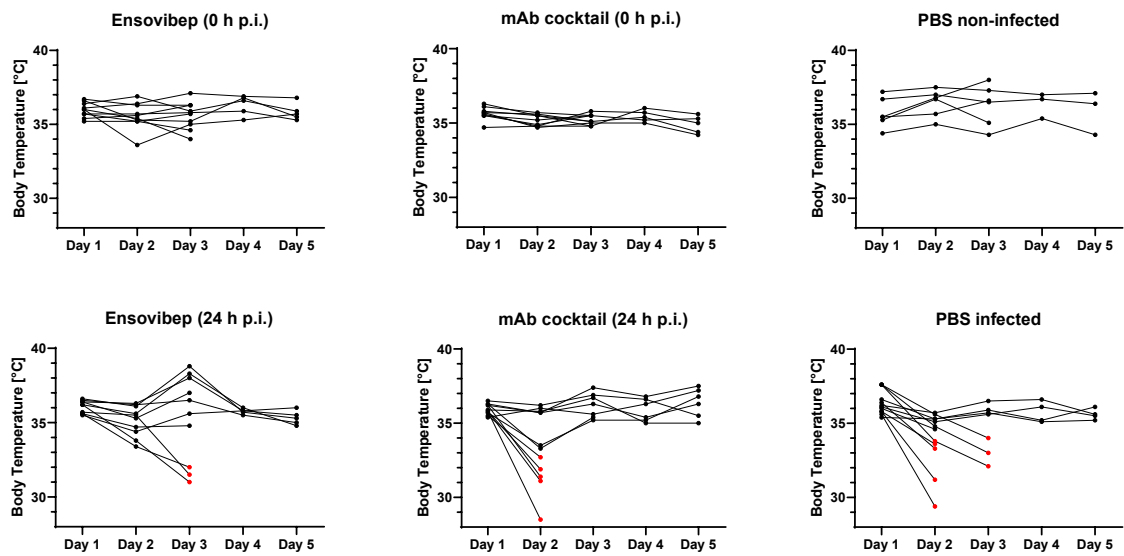 Ensovibep (0 h p.i.)
mAb cocktail (0 h p.i.)
PBS non-infected
Body Temperature [°C]
40
35
30
Day 1 Day 2 Day 3 Day 4 Day 5
Body Temperature [°C]
40
35
30
Day 1 Day 2 Day 3 Day 4 Day 5
Body Temperature [°C]
40
35
30
Day 1 Day 2 Day 3 Day 4 Day 5
Ensovibep (24 h p.i.)
mAb cocktail (24 h p.i.)
PBS infected
Body Temperature [°C]
40
35
30
Day 1 Day 2 Day 3 Day 4 Day 5
Body Temperature [°C]
40
35
30
Day 1 Day 2 Day 3 Day 4 Day 5
Body Temperature [°C]
40
35
30
Day 1 Day 2 Day 3 Day 4 Day 5